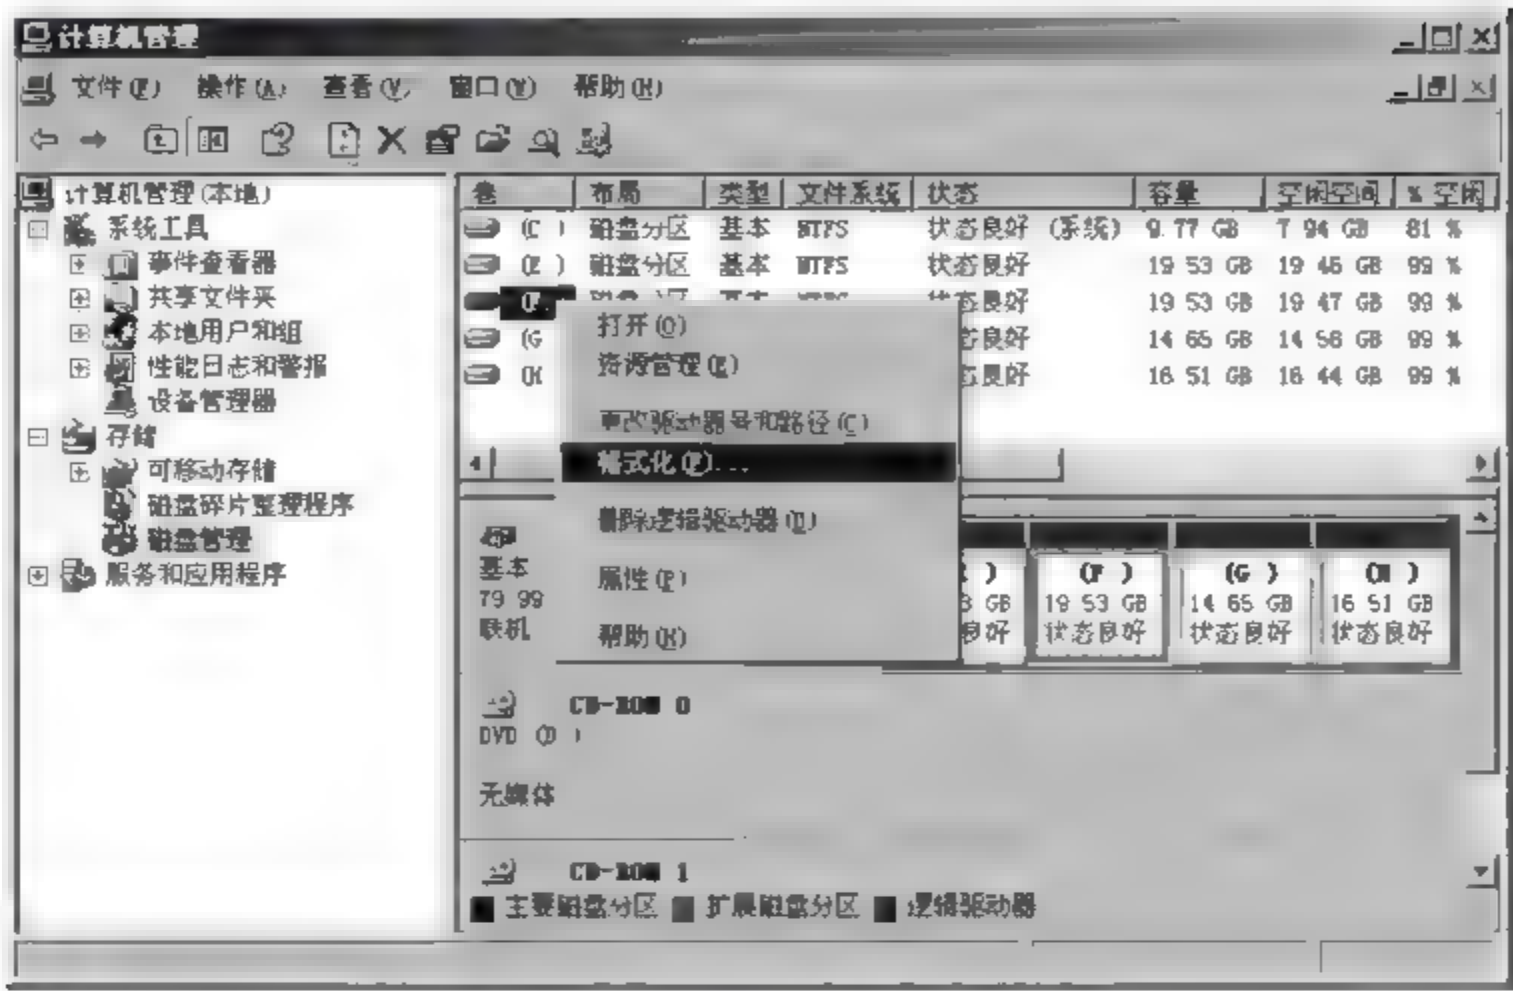 计算机管理
文件(F) 操作(A) 查看(V) 窗口(W) 帮助(H)
计算机管理(本地)
系统工具
事件查看器
共享文件夹
本地用户和组
性能日志和警报
设备管理器
存储
可移动存储
磁盘碎片整理程序
磁盘管理
服务和应用程序
卷 布局 类型 文件系统 状态 容量 空闲空间 % 空闲
(C ) 磁盘分区 基本 NTFS 状态良好 (系统) 9.77 GB 7.94 GB 81 %
(E ) 磁盘分区 基本 NTFS 状态良好 19 53 GB 19 46 GB 99 %
(F 状态良好 19 53 GB 19 47 GB 99 %
(G 良好 14 65 GB 14 56 GB 99 %
(H 良好 16 51 GB 16 44 GB 99 %
打开(O)
资源管理(E)
更改驱动器号和路径(C)
格式化(F)...
删除逻辑驱动器(D)
属性(P)
帮助(H)
基本
79 99
联机
) (F ) (G ) (H )
3 GB 19 53 GB 14 65 GB 16 51 GB
良好 状态良好 状态良好 状态良好
CD-ROM 0
DVD (D )
无媒体
CD-ROM 1
主要磁盘分区 扩展磁盘分区 逻辑驱动器